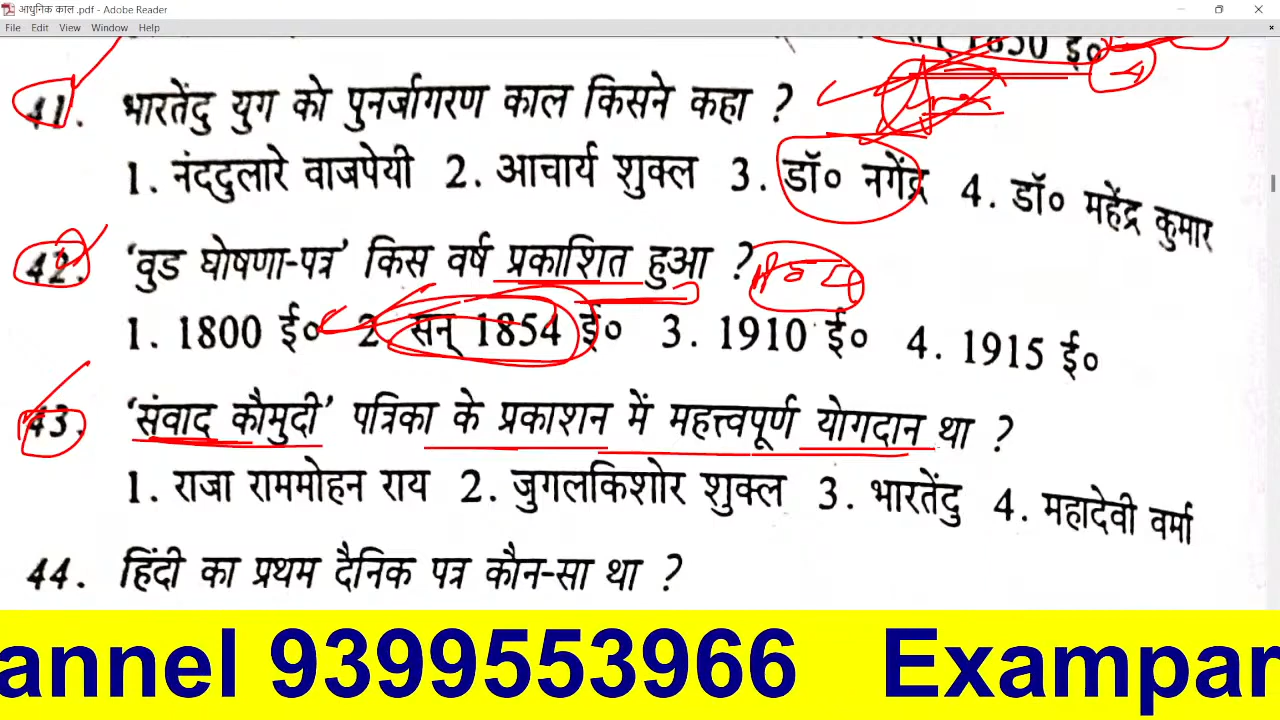 आधुनिक काल .pdf - Adobe Reader
File Edit View Window Help
1850 ई०
41. भारतेंदु युग को पुनर्जागरण काल किसने कहा ?
1. नंददुलारे वाजपेयी 2. आचार्य शुक्ल 3. डॉ० नगेंद्र 4. डॉ० महेंद्र कुमार
42. 'वुड घोषणा-पत्र' किस वर्ष प्रकाशित हुआ ?
1. 1800 ई० 2 सन् 1854 ई० 3. 1910 ई० 4. 1915 ई०
43. 'संवाद कौमुदी' पत्रिका के प्रकाशन में महत्त्वपूर्ण योगदान था ?
1. राजा राममोहन राय 2. जुगलकिशोर शुक्ल 3. भारतेंदु 4. महादेवी वर्मा
44. हिंदी का प्रथम दैनिक पत्र कौन-सा था ?
annel 9399553966 Exampar